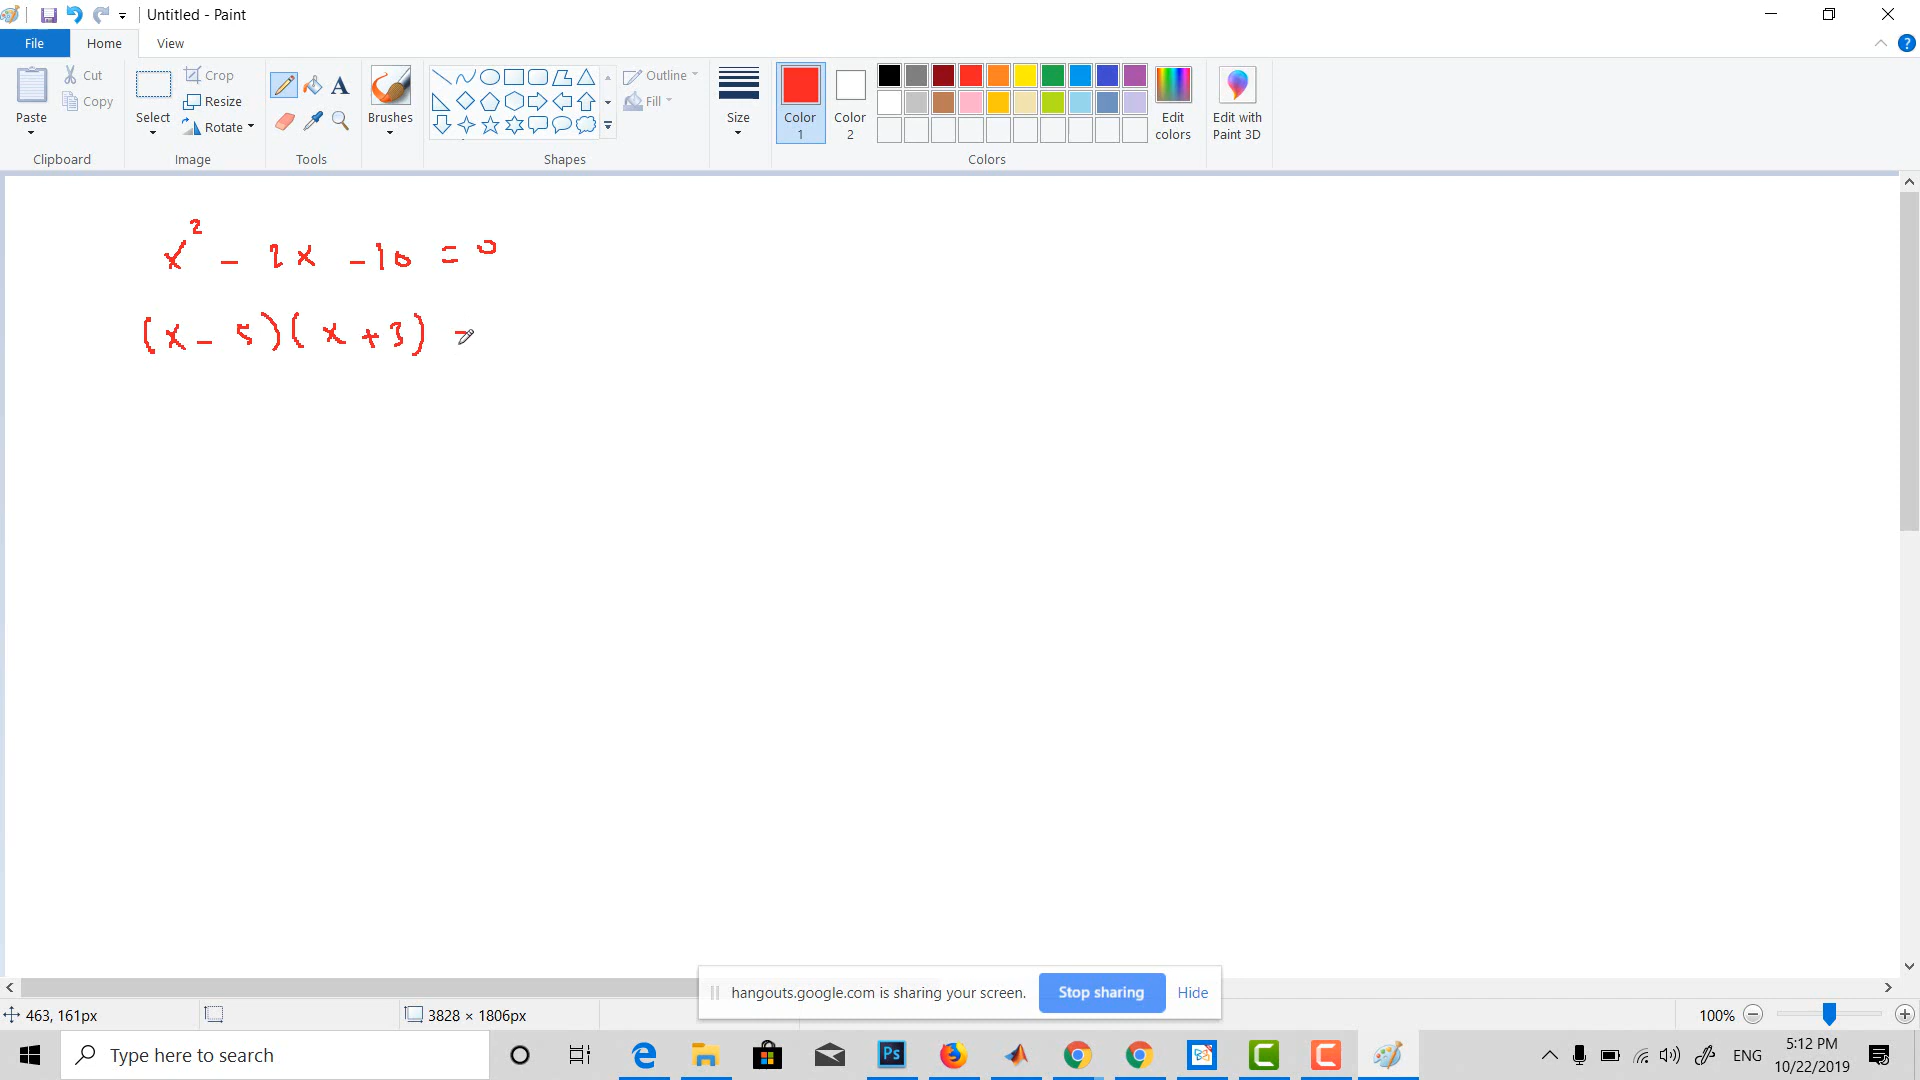 Untitled - Paint
File Home View
Paste Cut Copy Clipboard
Select Crop Resize Rotate Image
Tools
Brushes
Outline Fill Shapes
Size
Color 1 Color 2 Edit colors Colors
Edit with Paint 3D
x² - 2x - 10 = 0
(x - 5)(x + 3) =
hangouts.google.com is sharing your screen. Stop sharing Hide
463, 161px 3828 × 1806px 100%
Type here to search Ps ENG 5:12 PM
10/22/2019